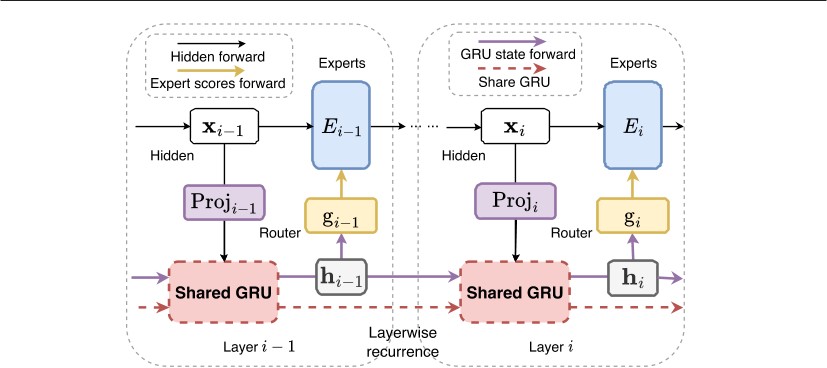 Hidden forward
Expert scores forward
Experts
GRU state forward
Share GRU
Experts
x_{i−1}
E_{i−1}
......
x_i
E_i
Hidden
Hidden
Proj_{i−1}
Proj_i
g_{i−1}
g_i
Router
Router
Shared GRU
h_{i−1}
Shared GRU
h_i
Layerwise
recurrence
Layer i − 1
Layer i